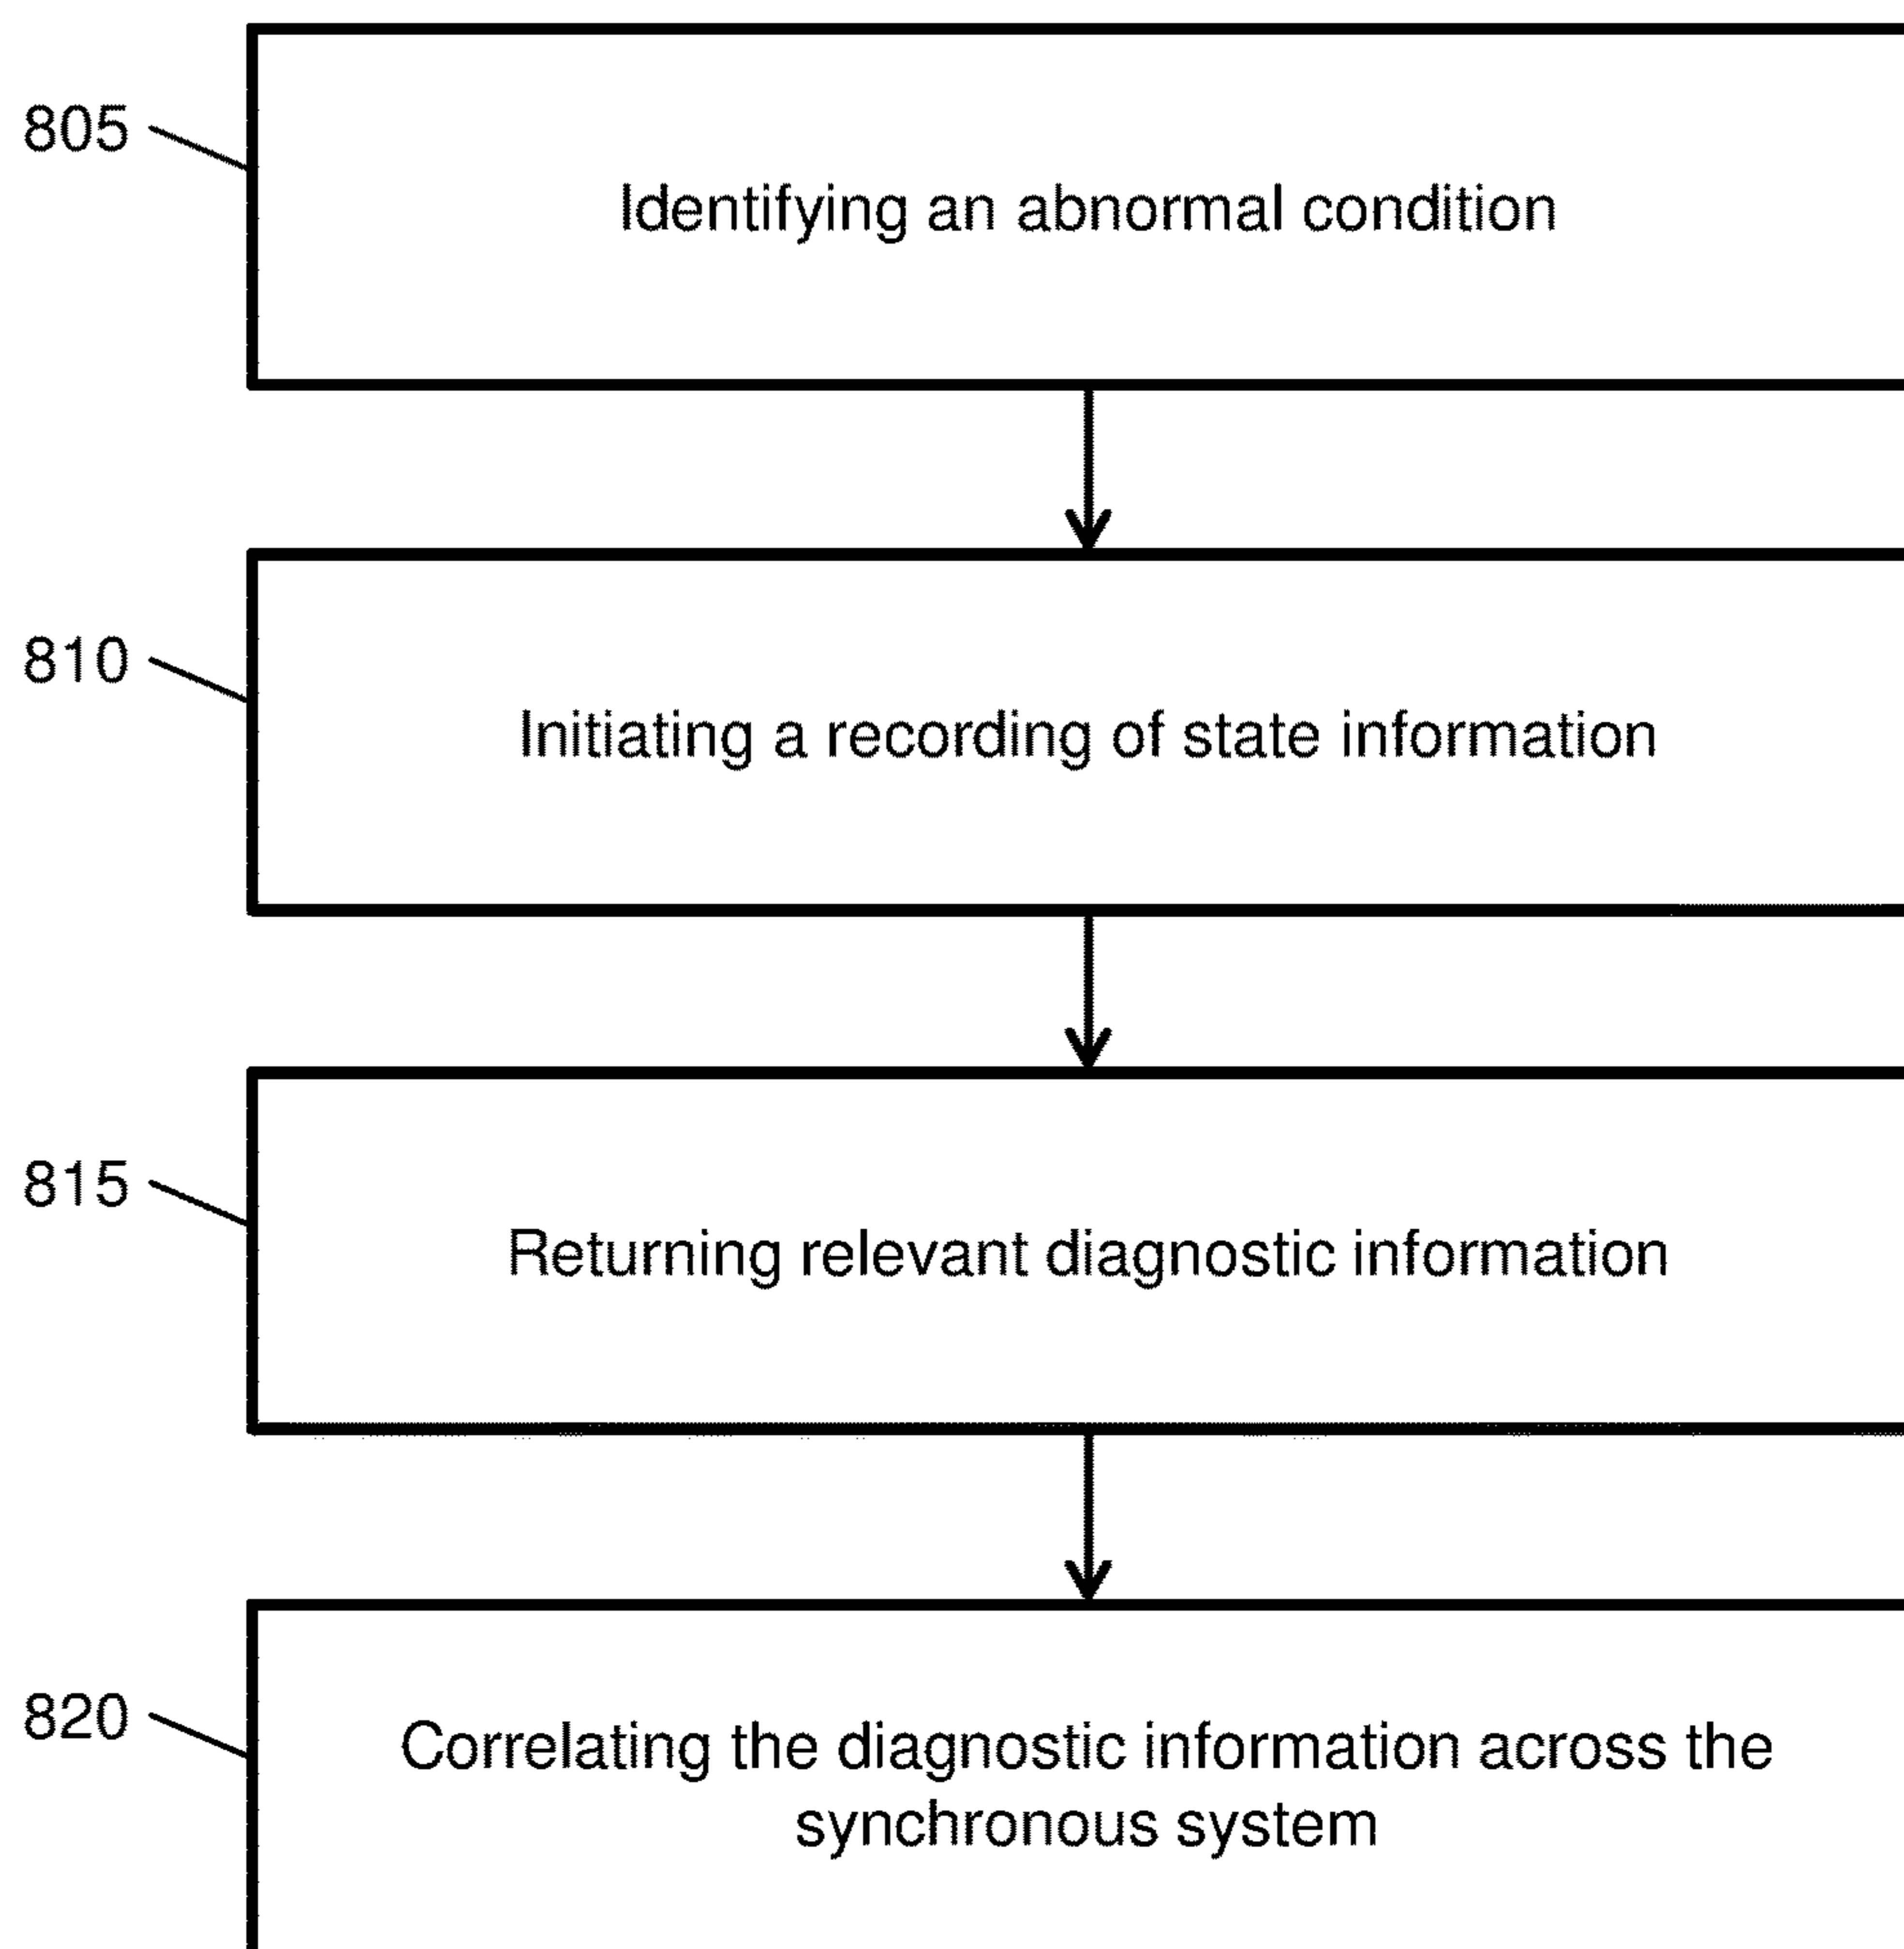 805
Identifying an abnormal condition
810
Initiating a recording of state information
815
Returning relevant diagnostic information
820
Correlating the diagnostic information across the
synchronous system